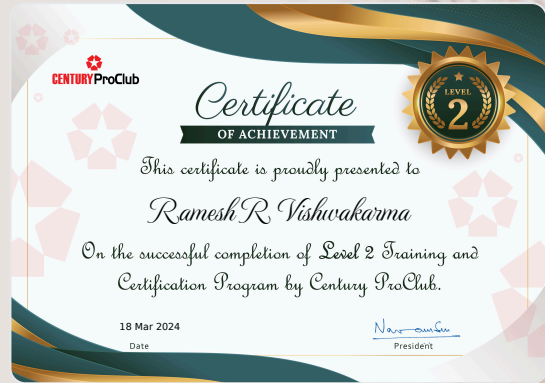 CENTURY ProClub
Certificate
OF ACHIEVEMENT
LEVEL
2
This certificate is proudly presented to
Ramesh R Vishwakarma
On the successful completion of Level 2 Training and
Certification Program by Century ProClub.
18 Mar 2024
Date
President